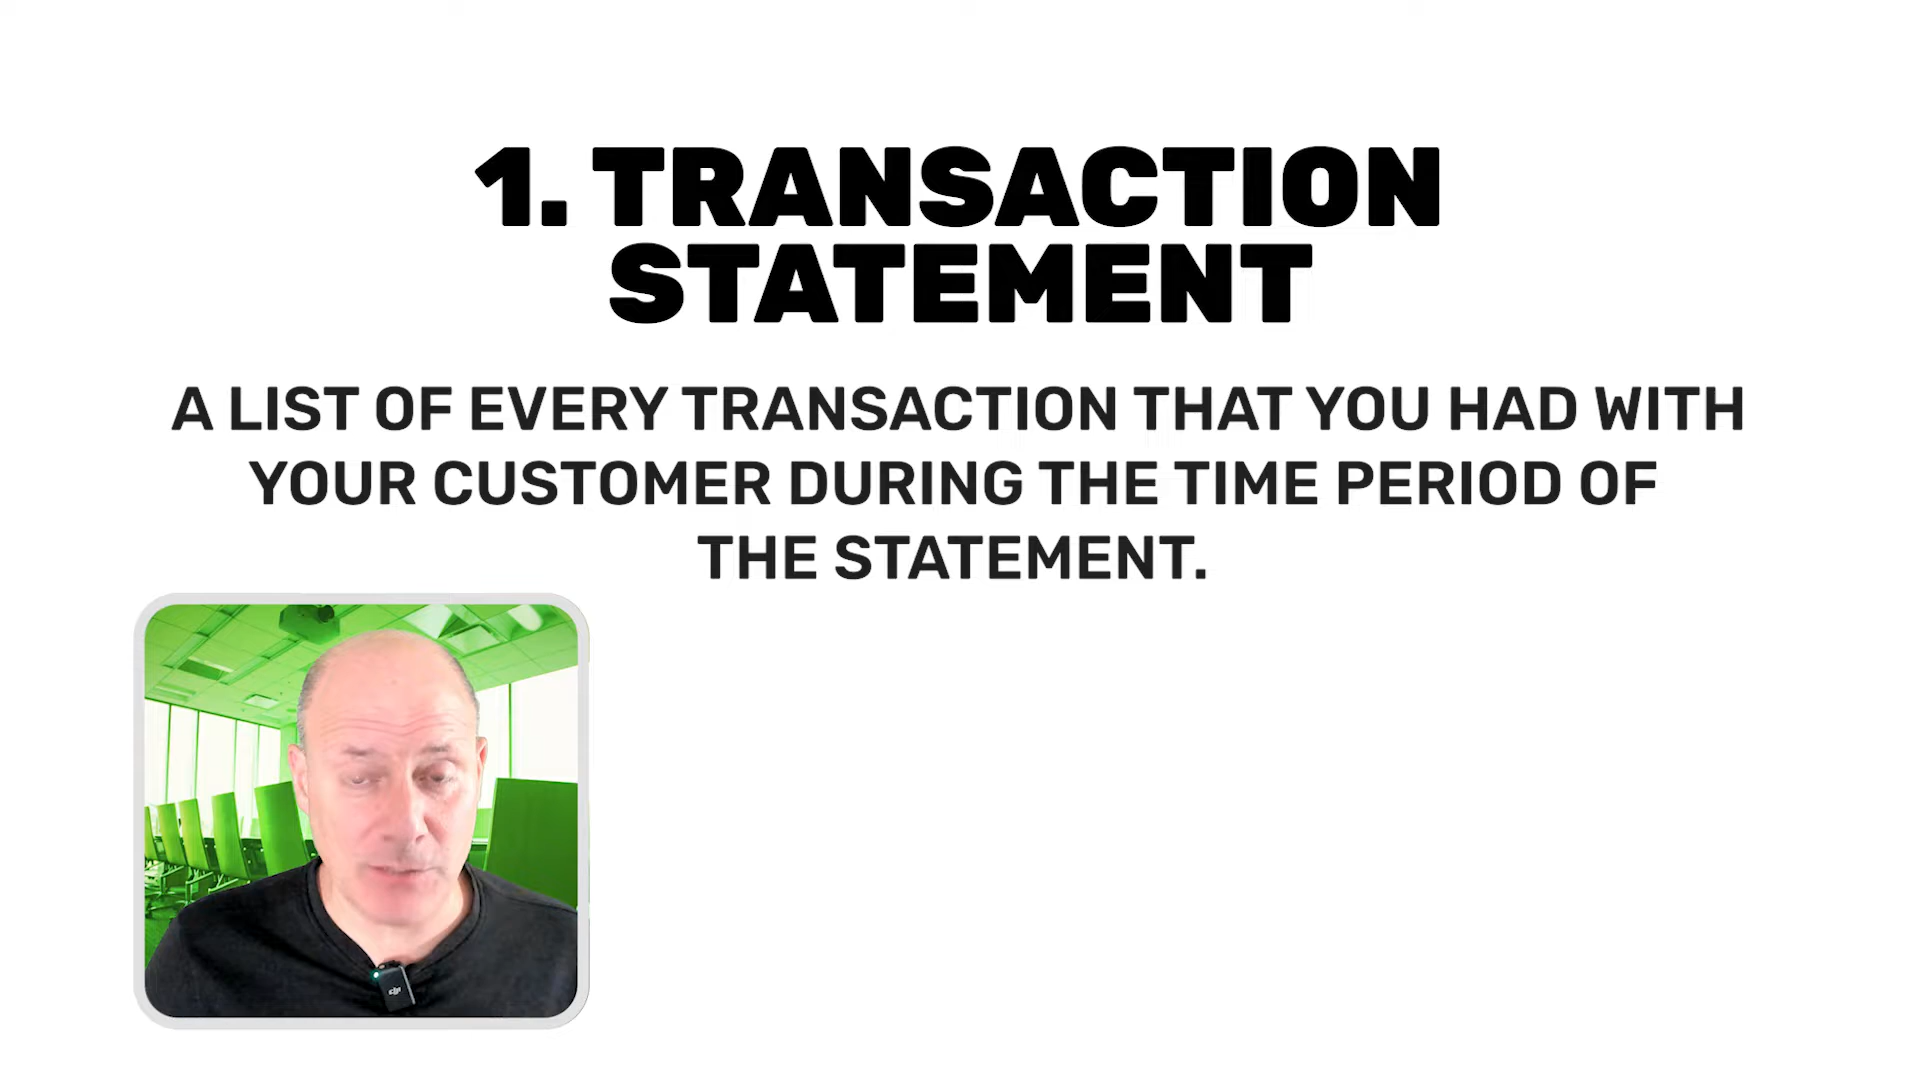 1. TRANSACTION
STATEMENT
A LIST OF EVERY TRANSACTION THAT YOU HAD WITH
YOUR CUSTOMER DURING THE TIME PERIOD OF
THE STATEMENT.
dji